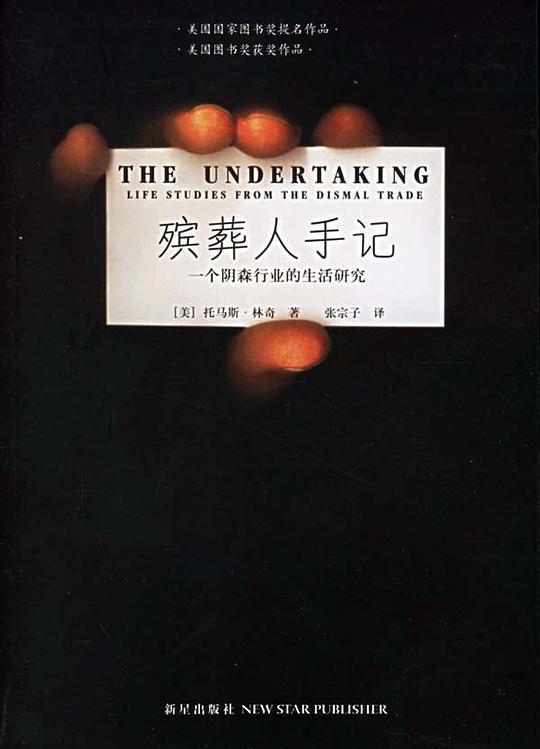 ·美国国家图书奖提名作品·
·美国图书奖获奖作品·
THE UNDERTAKING
LIFE STUDIES FROM THE DISMAL TRADE
殡葬人手记
一个阴森行业的生活研究
[美] 托马斯·林奇 著 张宗子 译
新星出版社 NEW STAR PUBLISHER